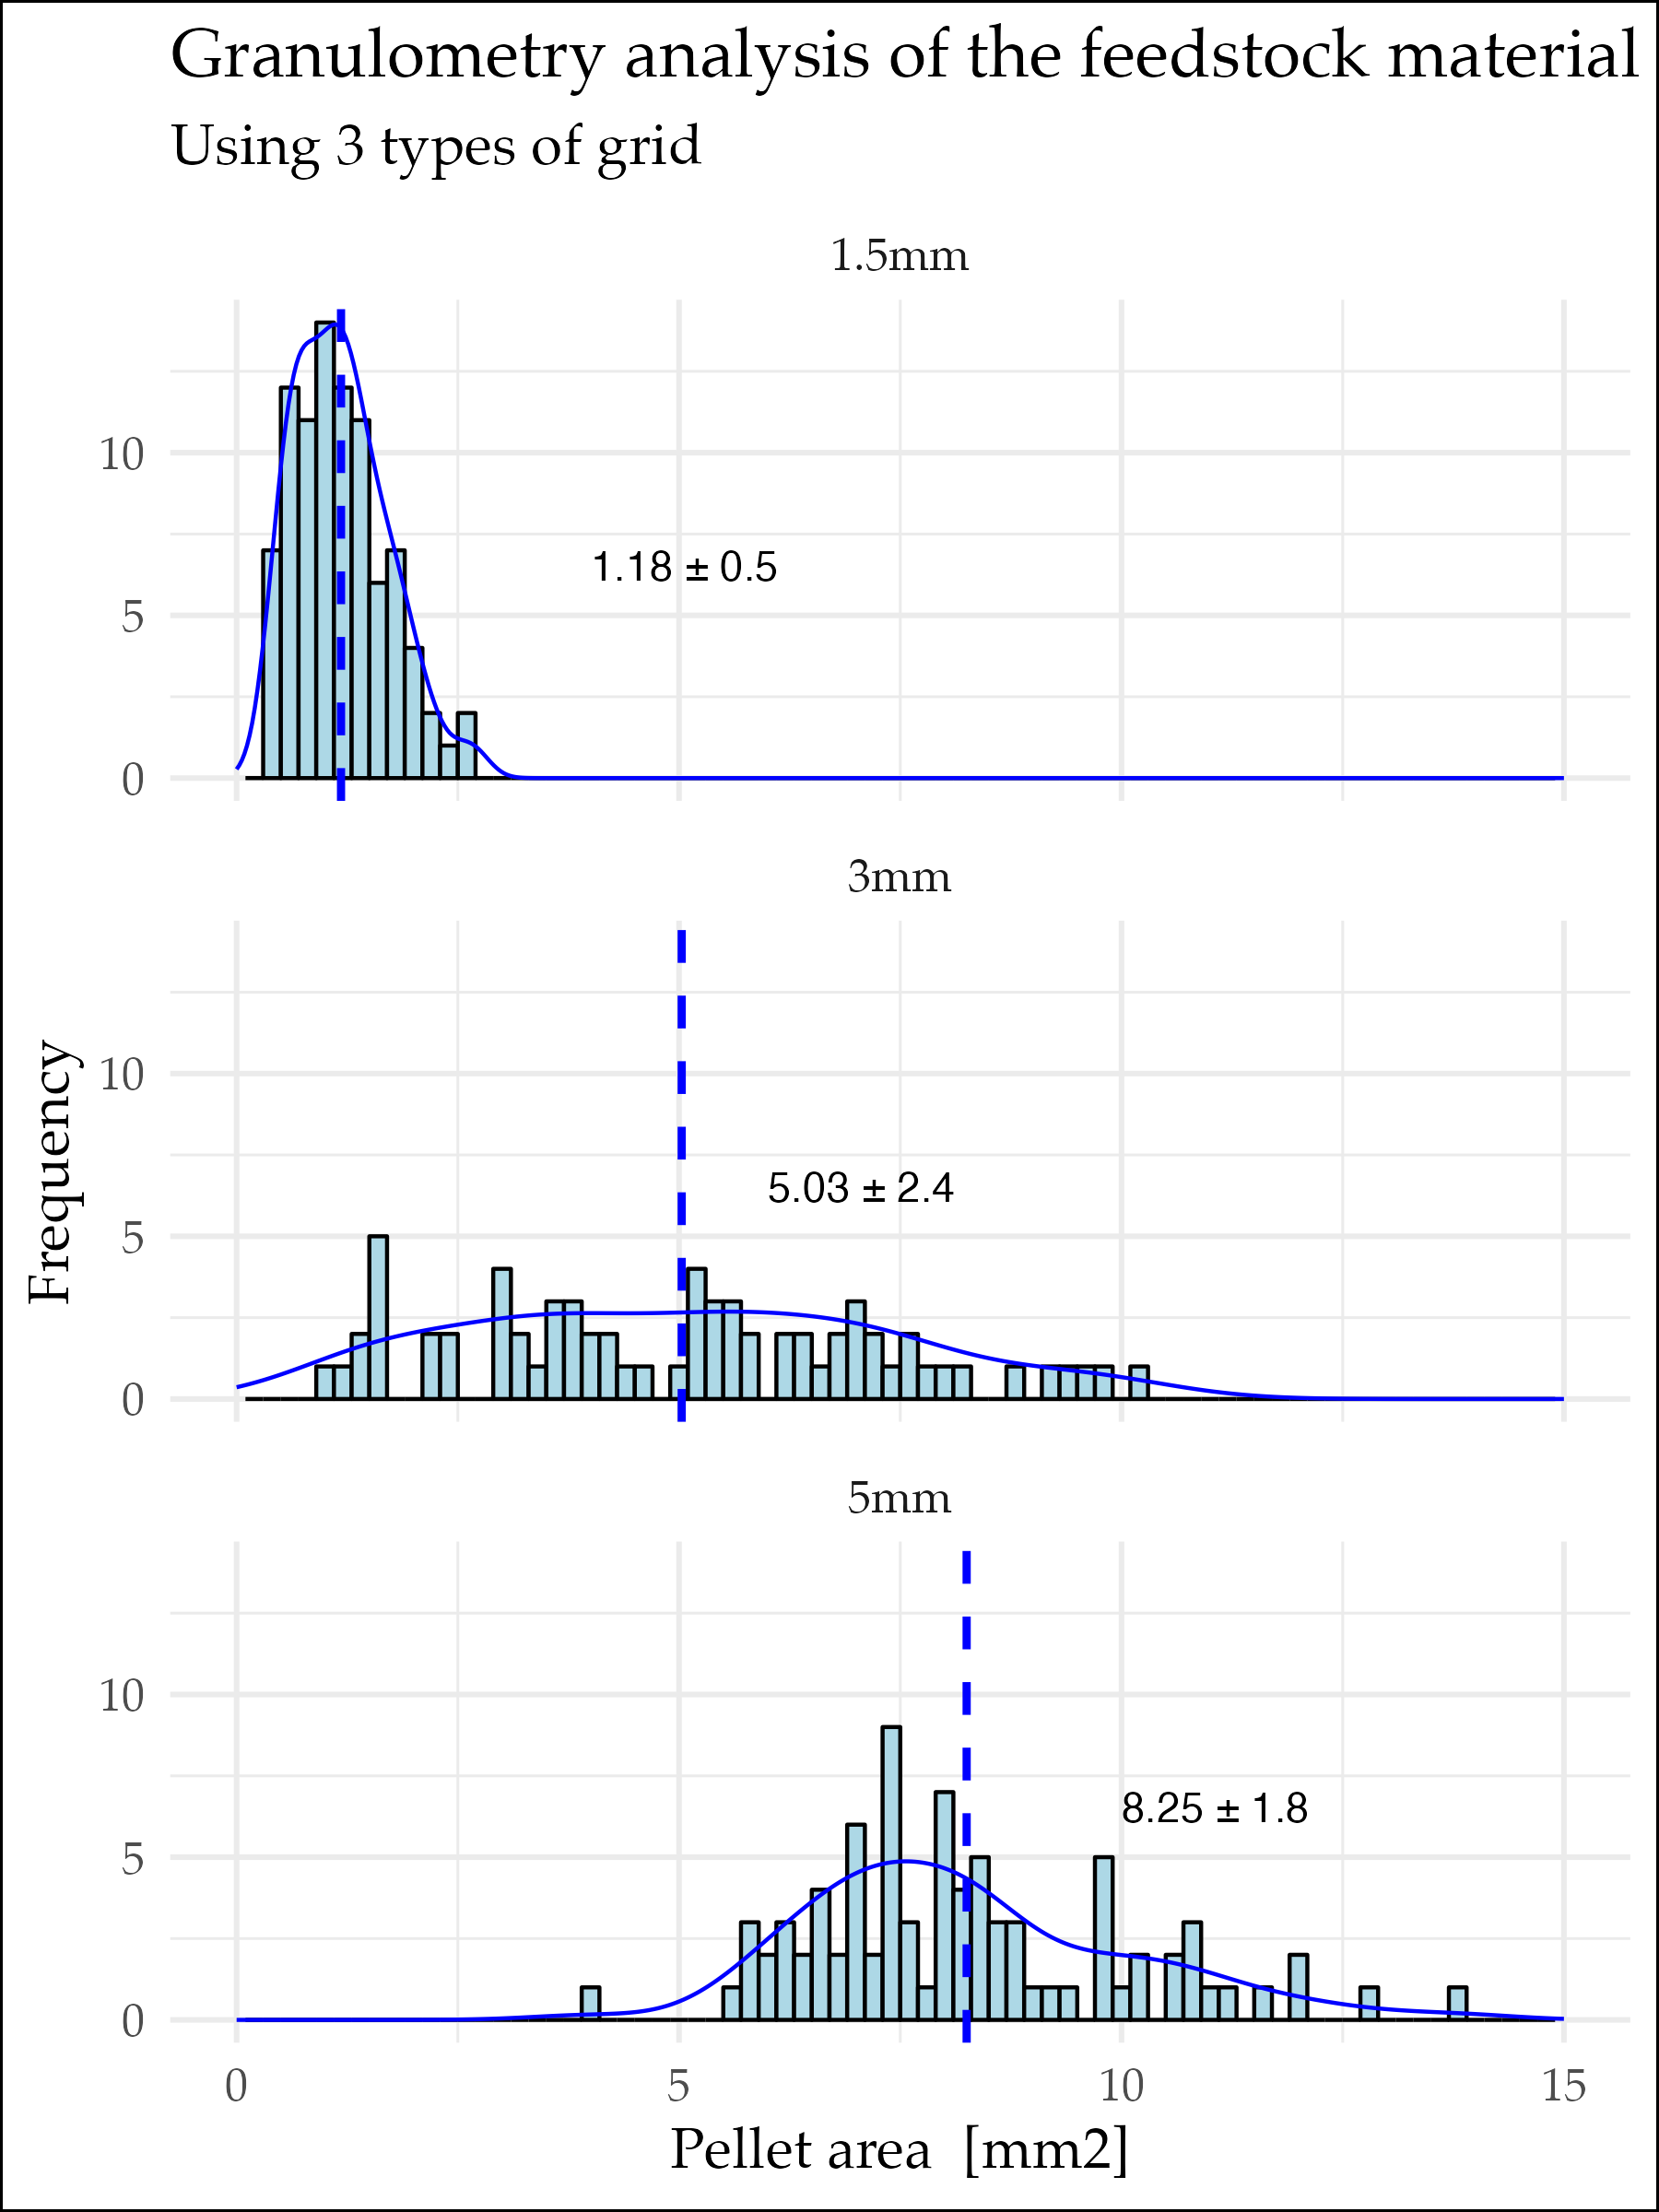 Granulometry analysis of the feedstock material
Using 3 types of grid
1.5mm
10
5
0
1.18 ± 0.5
3mm
10
5
0
5.03 ± 2.4
Frequency
5mm
10
5
0
8.25 ± 1.8
0 5 10 15
Pellet area [mm2]